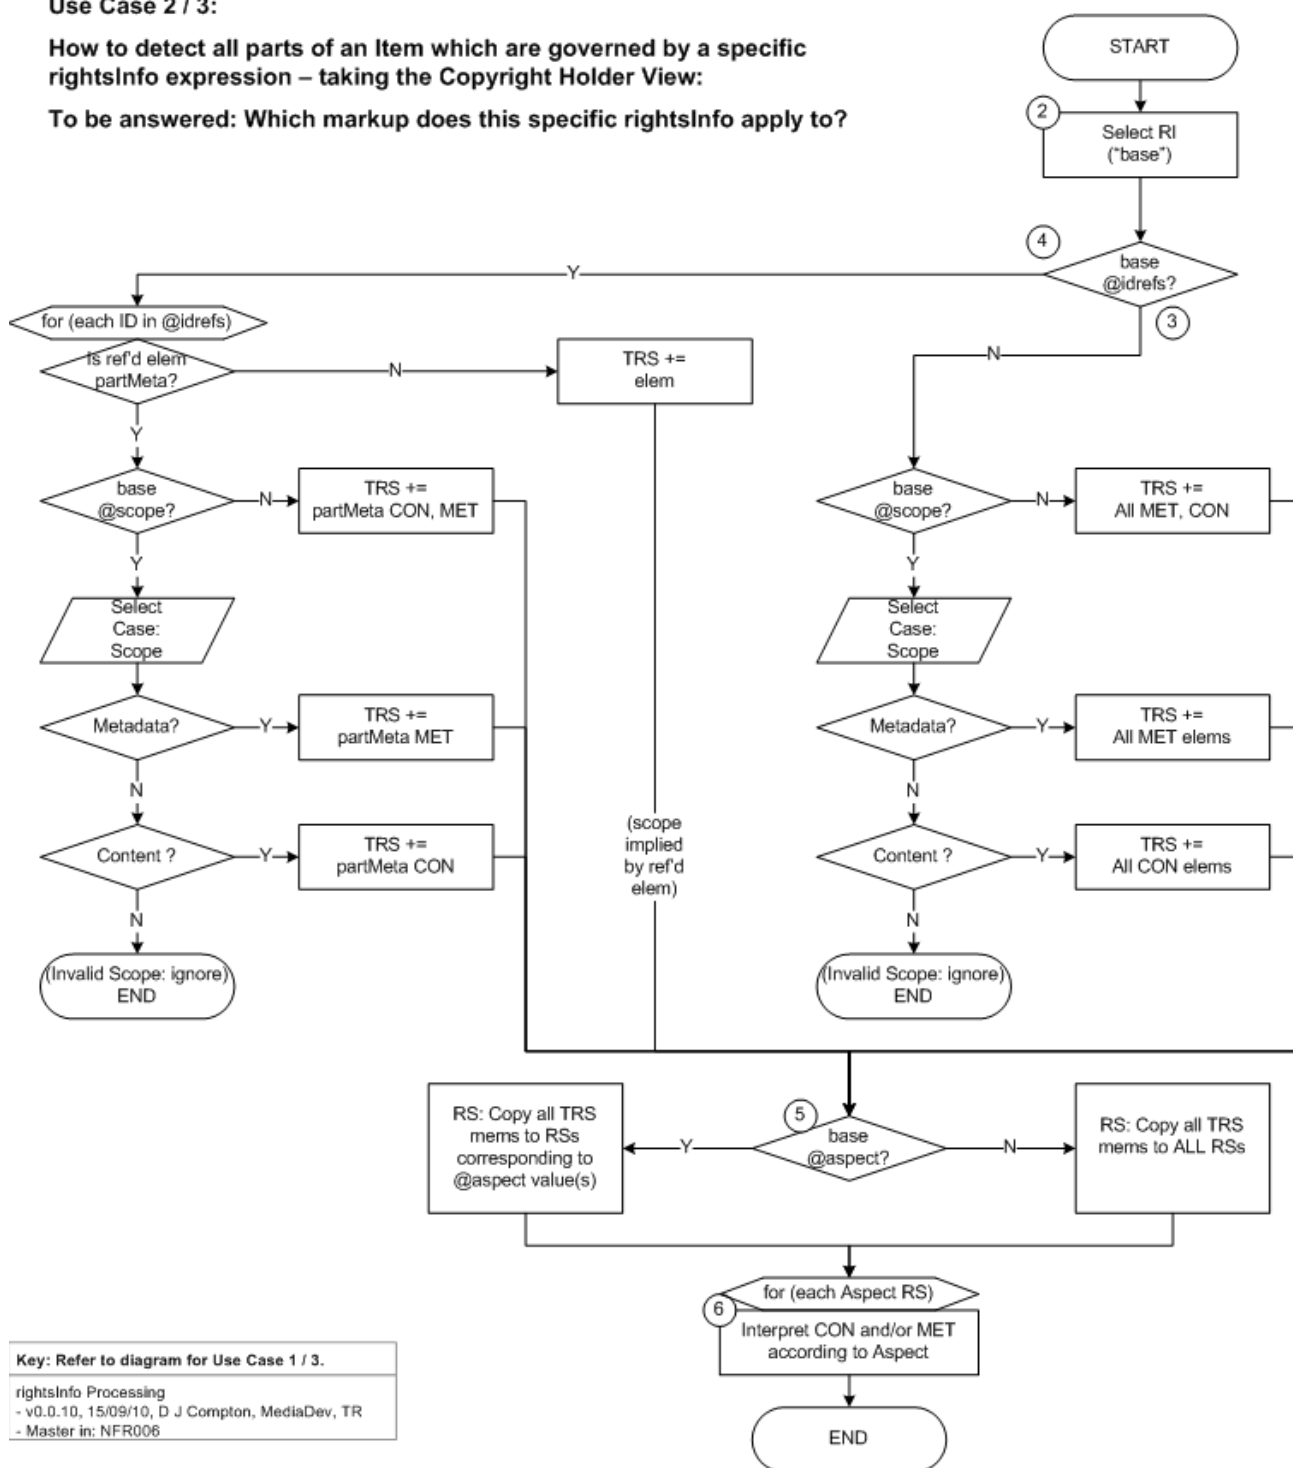 Use Case 2 / 3:
How to detect all parts of an Item which are governed by a specific
rightsInfo expression – taking the Copyright Holder View:
To be answered: Which markup does this specific rightsInfo apply to?
START
2
Select RI
("base")
4
base
@idrefs?
3
Y
N
for (each ID in @idrefs)
is ref'd elem
partMeta?
N
TRS +=
elem
Y
base
@scope?
N
TRS +=
partMeta CON, MET
Y
Select
Case:
Scope
Metadata?
Y
TRS +=
partMeta MET
N
Content ?
Y
TRS +=
partMeta CON
N
(Invalid Scope: ignore)
END
(scope
implied
by ref'd
elem)
base
@scope?
N
TRS +=
All MET, CON
Y
Select
Case:
Scope
Metadata?
Y
TRS +=
All MET elems
N
Content ?
Y
TRS +=
All CON elems
N
(Invalid Scope: ignore)
END
RS: Copy all TRS
mems to RSs
corresponding to
@aspect value(s)
Y
5
base
@aspect?
N
RS: Copy all TRS
mems to ALL RSs
for (each Aspect RS)
6
Interpret CON and/or MET
according to Aspect
END
Key: Refer to diagram for Use Case 1 / 3.
rightsInfo Processing
- v0.0.10, 15/09/10, D J Compton, MediaDev, TR
- Master in: NFR006